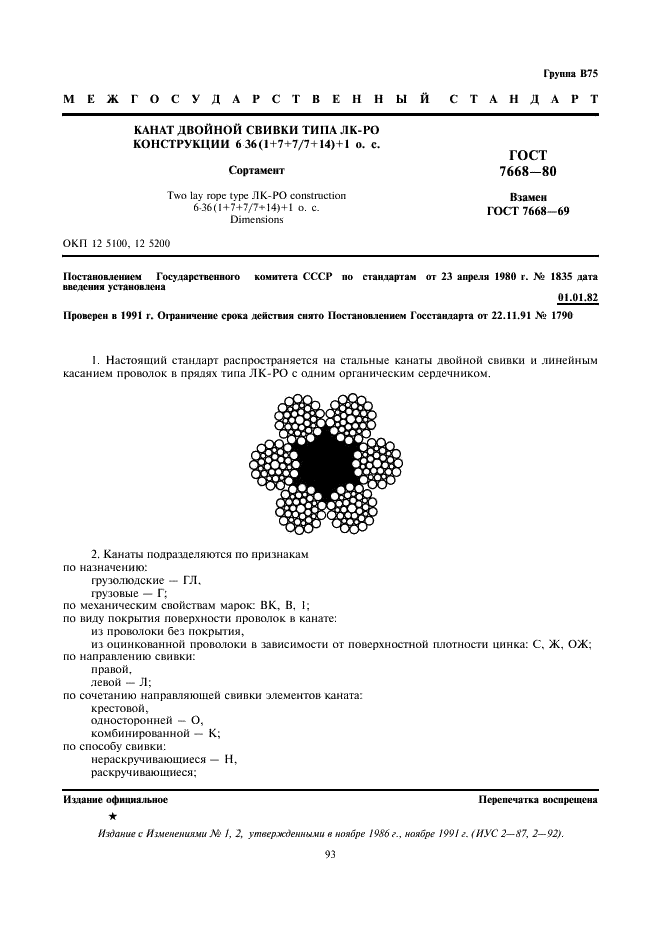 Группа В75
МЕЖГОСУДАРСТВЕННЫЙ СТАНДАРТ
КАНАТ ДВОЙНОЙ СВИВКИ ТИПА ЛК-РО
КОНСТРУКЦИИ 6 36(1+7+7/7+14)+1 о. с.
Сортамент
Two lay rope type ЛК-РО construction
6·36(1+7+7/7+14)+1 о. с.
Dimensions
ГОСТ
7668—80
Взамен
ГОСТ 7668—69
ОКП 12 5100, 12 5200
Постановлением Государственного комитета СССР по стандартам от 23 апреля 1980 г. № 1835 дата
введения установлена
01.01.82
Проверен в 1991 г. Ограничение срока действия снято Постановлением Госстандарта от 22.11.91 № 1790
1. Настоящий стандарт распространяется на стальные канаты двойной свивки и линейным
касанием проволок в прядях типа ЛК-РО с одним органическим сердечником.
2. Канаты подразделяются по признакам
по назначению:
грузолюдские — ГЛ,
грузовые — Г;
по механическим свойствам марок: ВК, В, 1;
по виду покрытия поверхности проволок в канате:
из проволоки без покрытия,
из оцинкованной проволоки в зависимости от поверхностной плотности цинка: С, Ж, ОЖ;
по направлению свивки:
правой,
левой — Л;
по сочетанию направляющей свивки элементов каната:
крестовой,
односторонней — О,
комбинированной — К;
по способу свивки:
нераскручивающиеся — Н,
раскручивающиеся;
Издание официальное
Перепечатка воспрещена
★
Издание с Изменениями № 1, 2, утвержденными в ноябре 1986 г., ноябре 1991 г. (ИУС 2—87, 2—92).
93